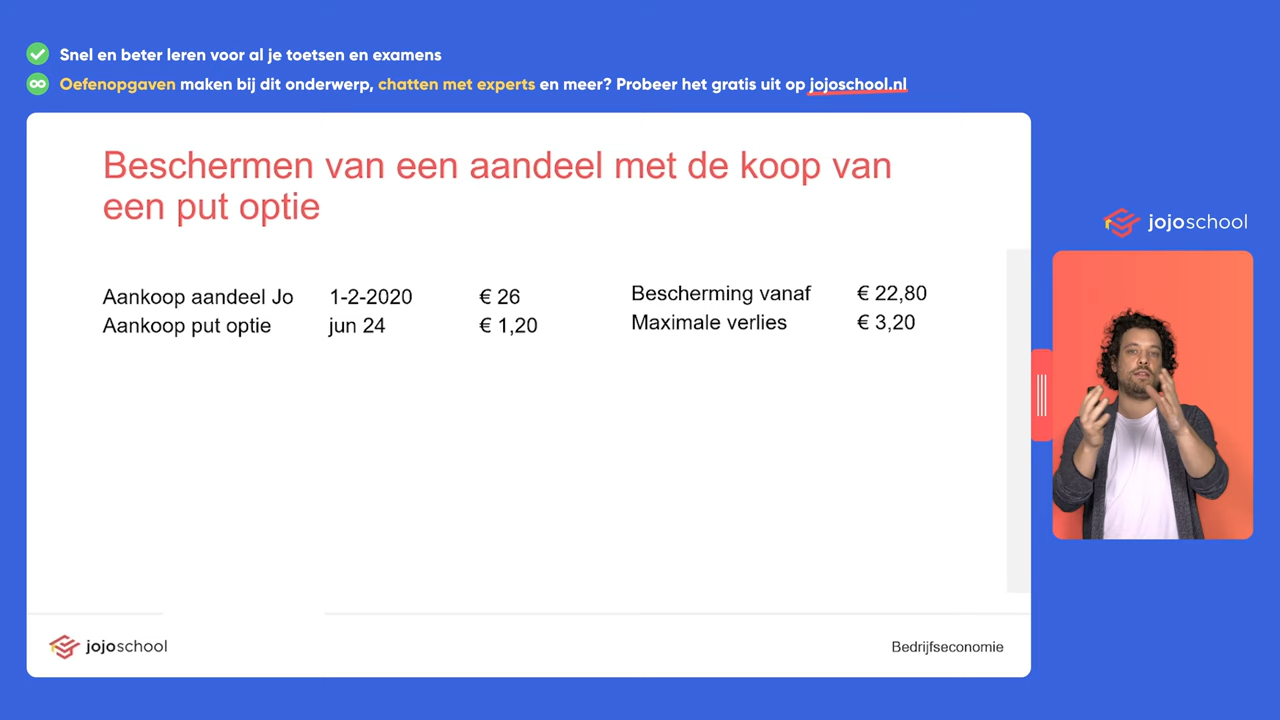 Snel en beter leren voor al je toetsen en examens
Oefenopgaven maken bij dit onderwerp, chatten met experts en meer? Probeer het gratis uit op jojoschool.nl
Beschermen van een aandeel met de koop van
een put optie
jojoschool
Aankoop aandeel Jo 1-2-2020 € 26
Aankoop put optie jun 24 € 1,20
Bescherming vanaf € 22,80
Maximale verlies € 3,20
jojoschool
Bedrijfseconomie